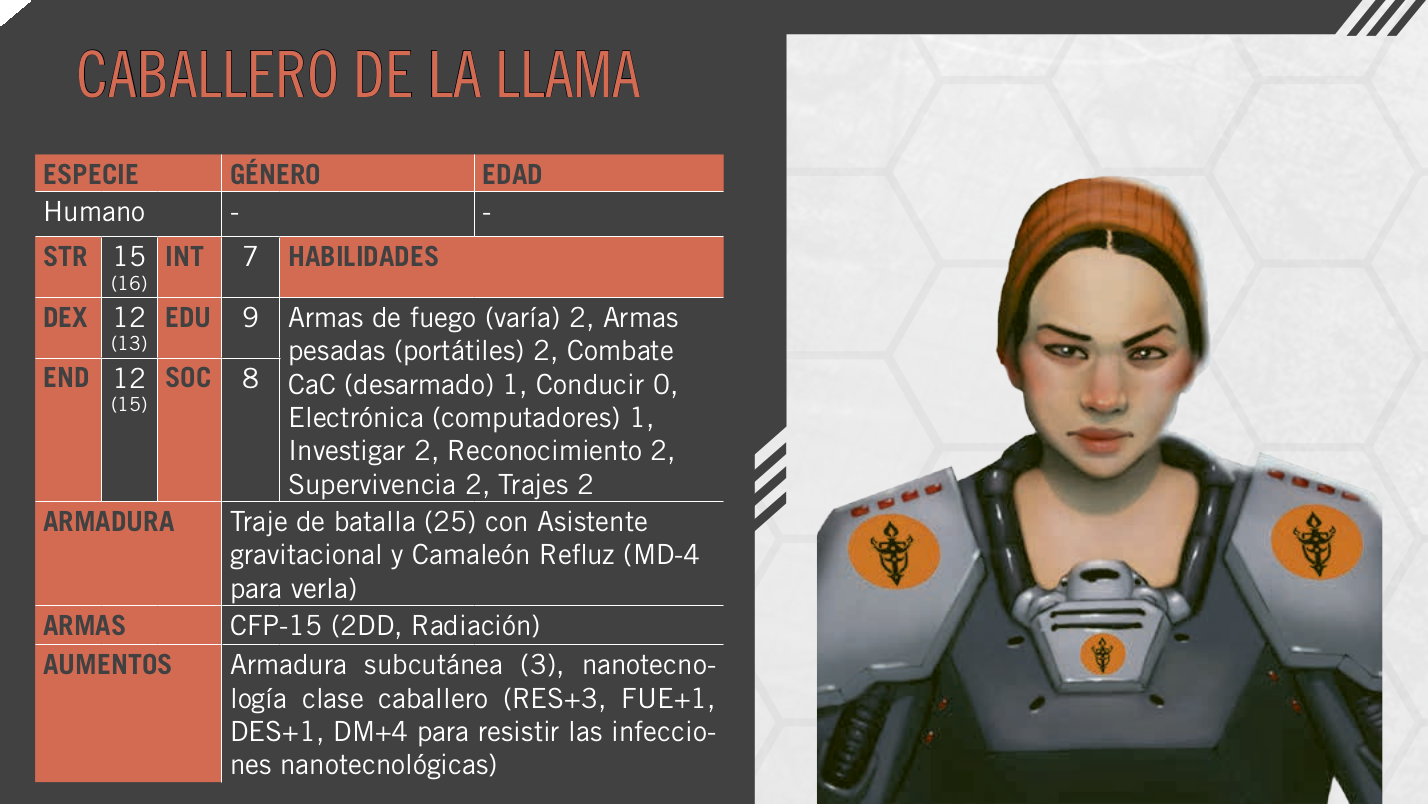 CABALLERO DE LA LLAMA
ESPECIE GÉNERO EDAD
Humano - -
STR 15 (16) INT 7 HABILIDADES
DEX 12 (13) EDU 9
END 12 (15) SOC 8
Armas de fuego (varía) 2, Armas
pesadas (portátiles) 2, Combate
CaC (desarmado) 1, Conducir 0,
Electrónica (computadores) 1,
Investigar 2, Reconocimiento 2,
Supervivencia 2, Trajes 2
ARMADURA Traje de batalla (25) con Asistente
gravitacional y Camaleón Refluz (MD-4
para verla)
ARMAS CFP-15 (2DD, Radiación)
AUMENTOS Armadura subcutánea (3), nanotecno-
logía clase caballero (RES+3, FUE+1,
DES+1, DM+4 para resistir las infeccio-
nes nanotecnológicas)